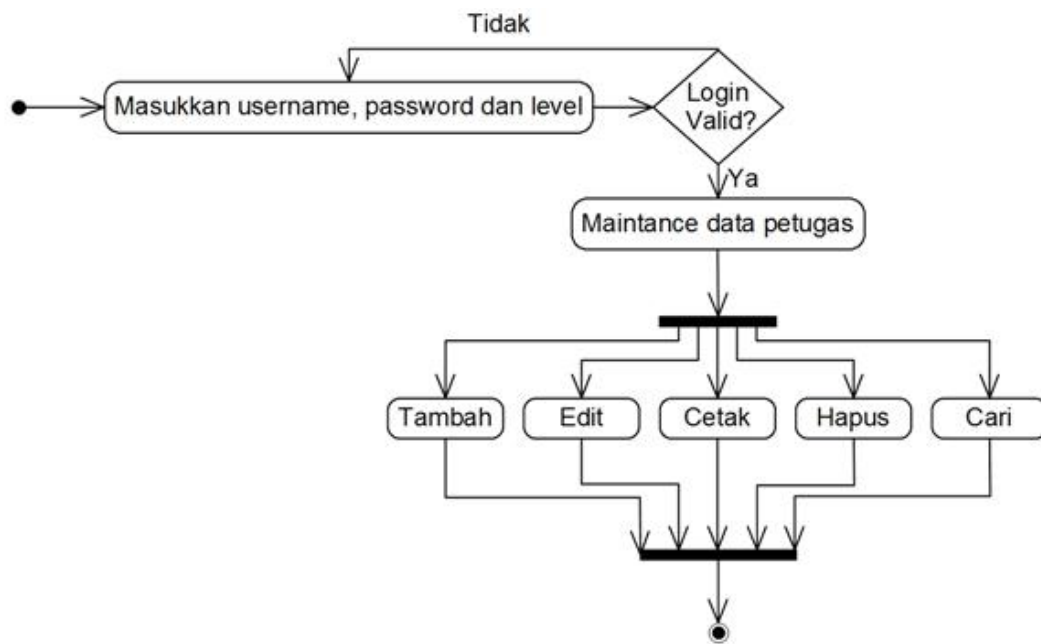 Tidak
Masukkan username, password dan level
Login
Valid?
Ya
Maintance data petugas
Tambah
Edit
Cetak
Hapus
Cari